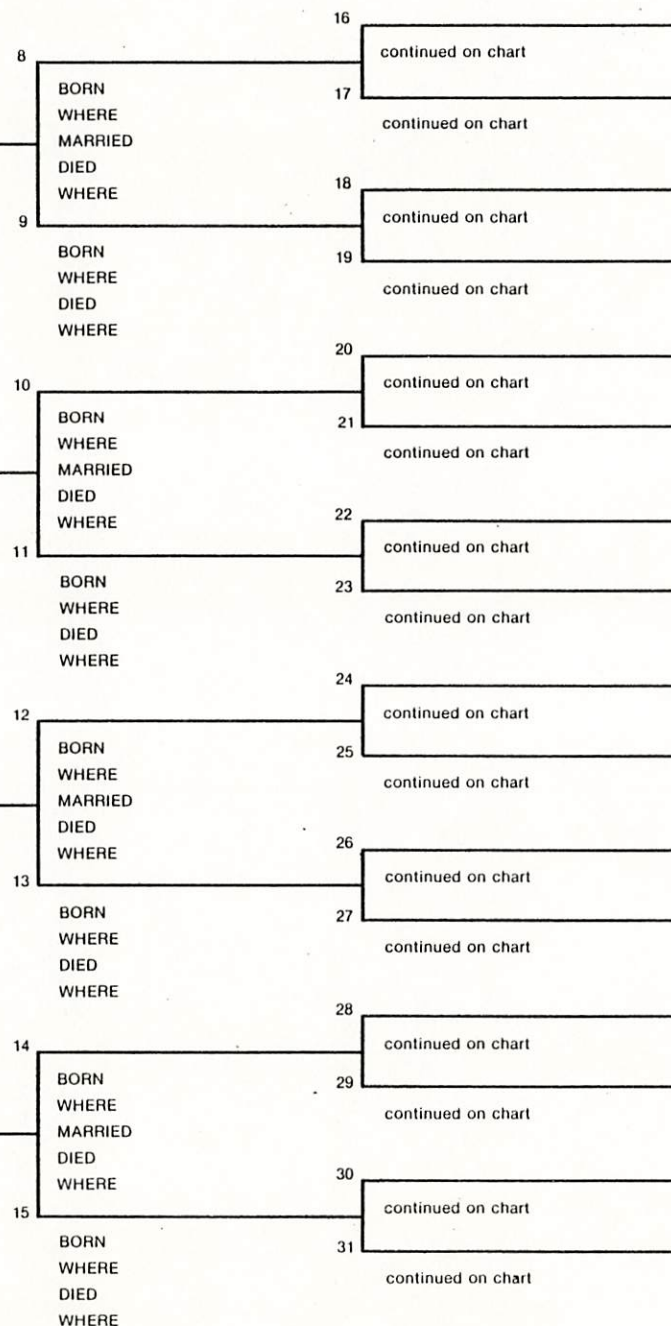 16
continued on chart
8
BORN
17
WHERE
continued on chart
MARRIED
DIED
WHERE
18
9
continued on chart
BORN
19
WHERE
continued on chart
DIED
WHERE
20
10
continued on chart
BORN
21
WHERE
continued on chart
MARRIED
DIED
WHERE
22
11
continued on chart
BORN
23
WHERE
continued on chart
DIED
WHERE
24
12
continued on chart
BORN
25
WHERE
continued on chart
MARRIED
DIED
WHERE
26
13
continued on chart
BORN
27
WHERE
continued on chart
DIED
WHERE
28
14
continued on chart
BORN
29
WHERE
continued on chart
MARRIED
DIED
WHERE
30
15
continued on chart
BORN
31
WHERE
continued on chart
DIED
WHERE